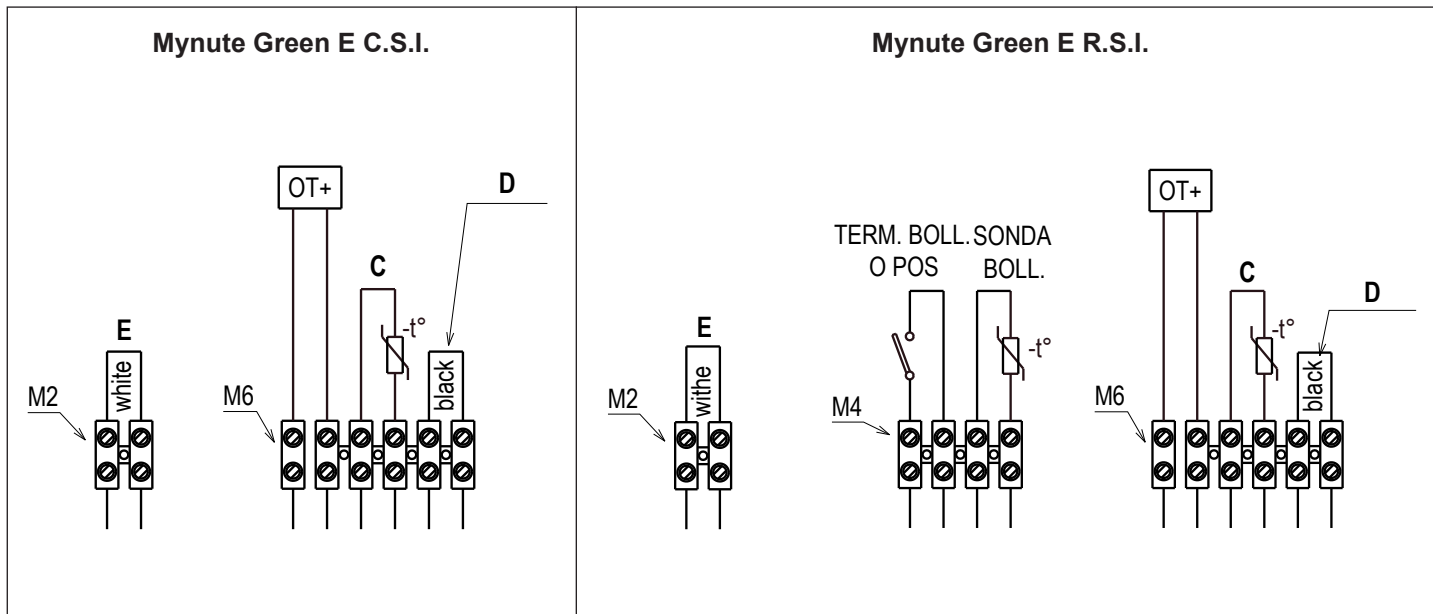 Mynute Green E C.S.I.
OT+
D
C
-t°
E
white
black
M2
M6
Mynute Green E R.S.I.
OT+
TERM. BOLL.
O POS
SONDA
BOLL.
C
D
E
-t°
-t°
withe
black
M2
M4
M6